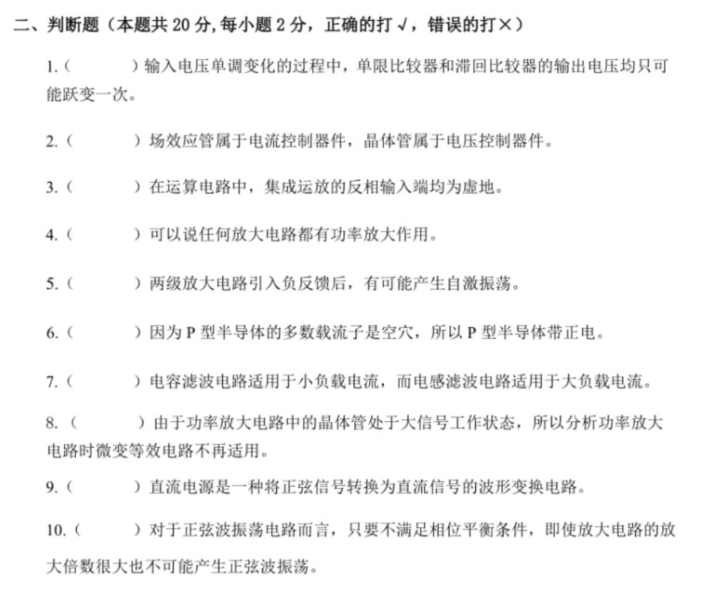 二、判断题（本题共 20 分,每小题 2 分，正确的打√，错误的打×）
1.（　　　）输入电压单调变化的过程中，单限比较器和滞回比较器的输出电压均只可
能跃变一次。
2.（　　　）场效应管属于电流控制器件，晶体管属于电压控制器件。
3.（　　　）在运算电路中，集成运放的反相输入端均为虚地。
4.（　　　）可以说任何放大电路都有功率放大作用。
5.（　　　）两级放大电路引入负反馈后，有可能产生自激振荡。
6.（　　　）因为 P 型半导体的多数载流子是空穴，所以 P 型半导体带正电。
7.（　　　）电容滤波电路适用于小负载电流，而电感滤波电路适用于大负载电流。
8.（　　　）由于功率放大电路中的晶体管处于大信号工作状态，所以分析功率放大
电路时微变等效电路不再适用。
9.（　　　）直流电源是一种将正弦信号转换为直流信号的波形变换电路。
10.（　　　）对于正弦波振荡电路而言，只要不满足相位平衡条件，即使放大电路的放
大倍数很大也不可能产生正弦波振荡。